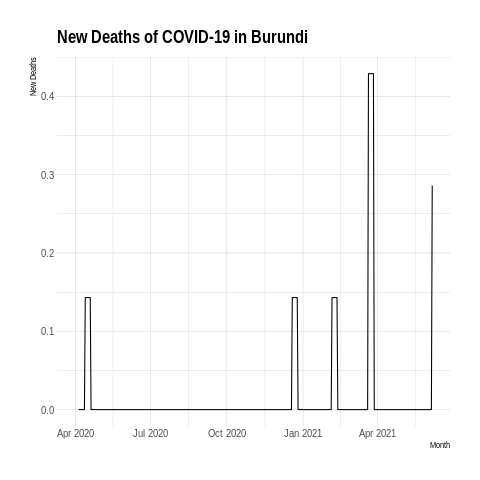 New Deaths of COVID-19 in Burundi
New Deaths
0.4
0.3
0.2
0.1
0.0
Apr 2020 Jul 2020 Oct 2020 Jan 2021 Apr 2021
Month